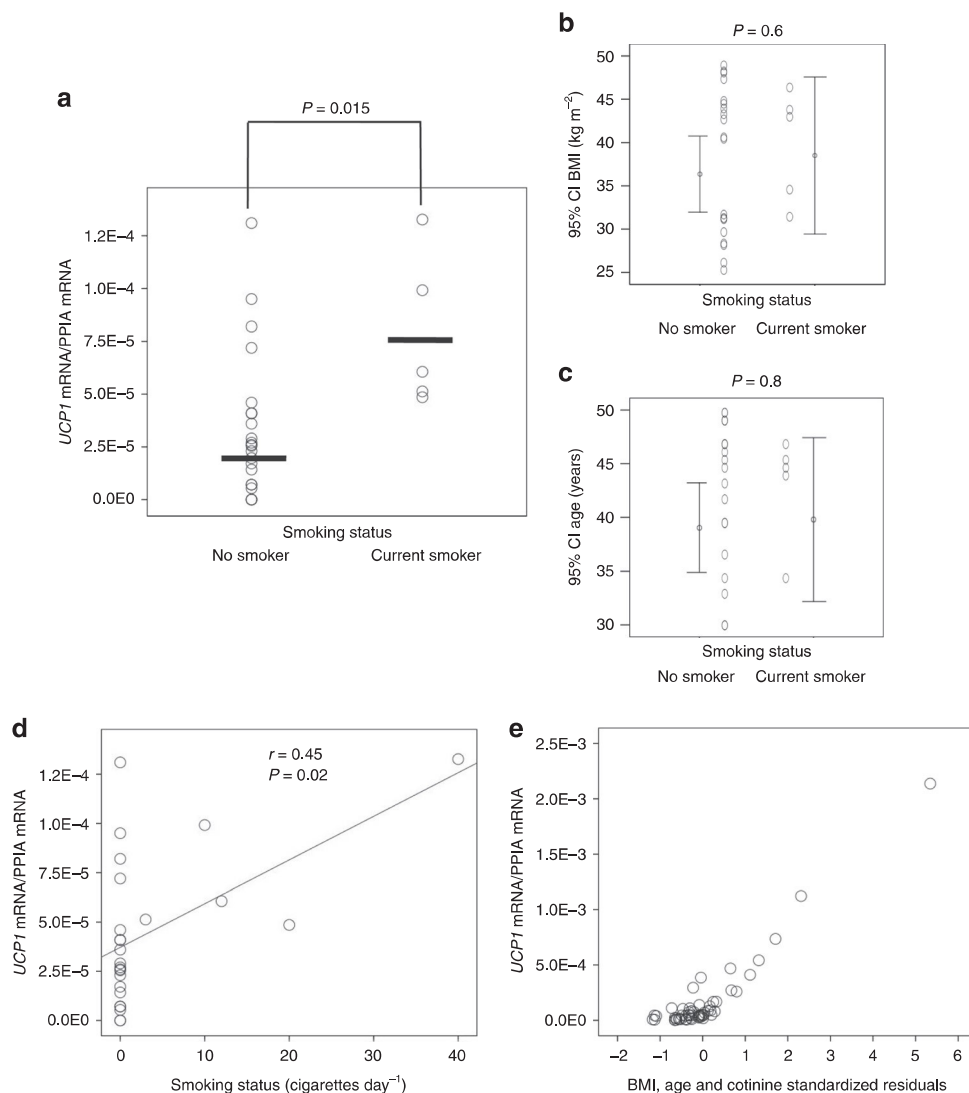 a
P = 0.015
UCP1 mRNA/PPIA mRNA
1.2E–4
1.0E–4
7.5E–5
5.0E–5
2.5E–5
0.0E0
Smoking status
No smoker
Current smoker
b
P = 0.6
95% CI BMI (kg m⁻²)
50
45
40
35
30
25
Smoking status
No smoker
Current smoker
c
P = 0.8
95% CI age (years)
50
45
40
35
30
Smoking status
No smoker
Current smoker
d
r = 0.45
P = 0.02
UCP1 mRNA/PPIA mRNA
1.2E–4
1.0E–4
7.5E–5
5.0E–5
2.5E–5
0.0E0
0 10 20 30 40
Smoking status (cigarettes day⁻¹)
e
UCP1 mRNA/PPIA mRNA
2.5E–3
2.0E–3
1.5E–3
1.0E–3
5.0E–4
0.0E0
–2 –1 0 1 2 3 4 5 6
BMI, age and cotinine standardized residuals